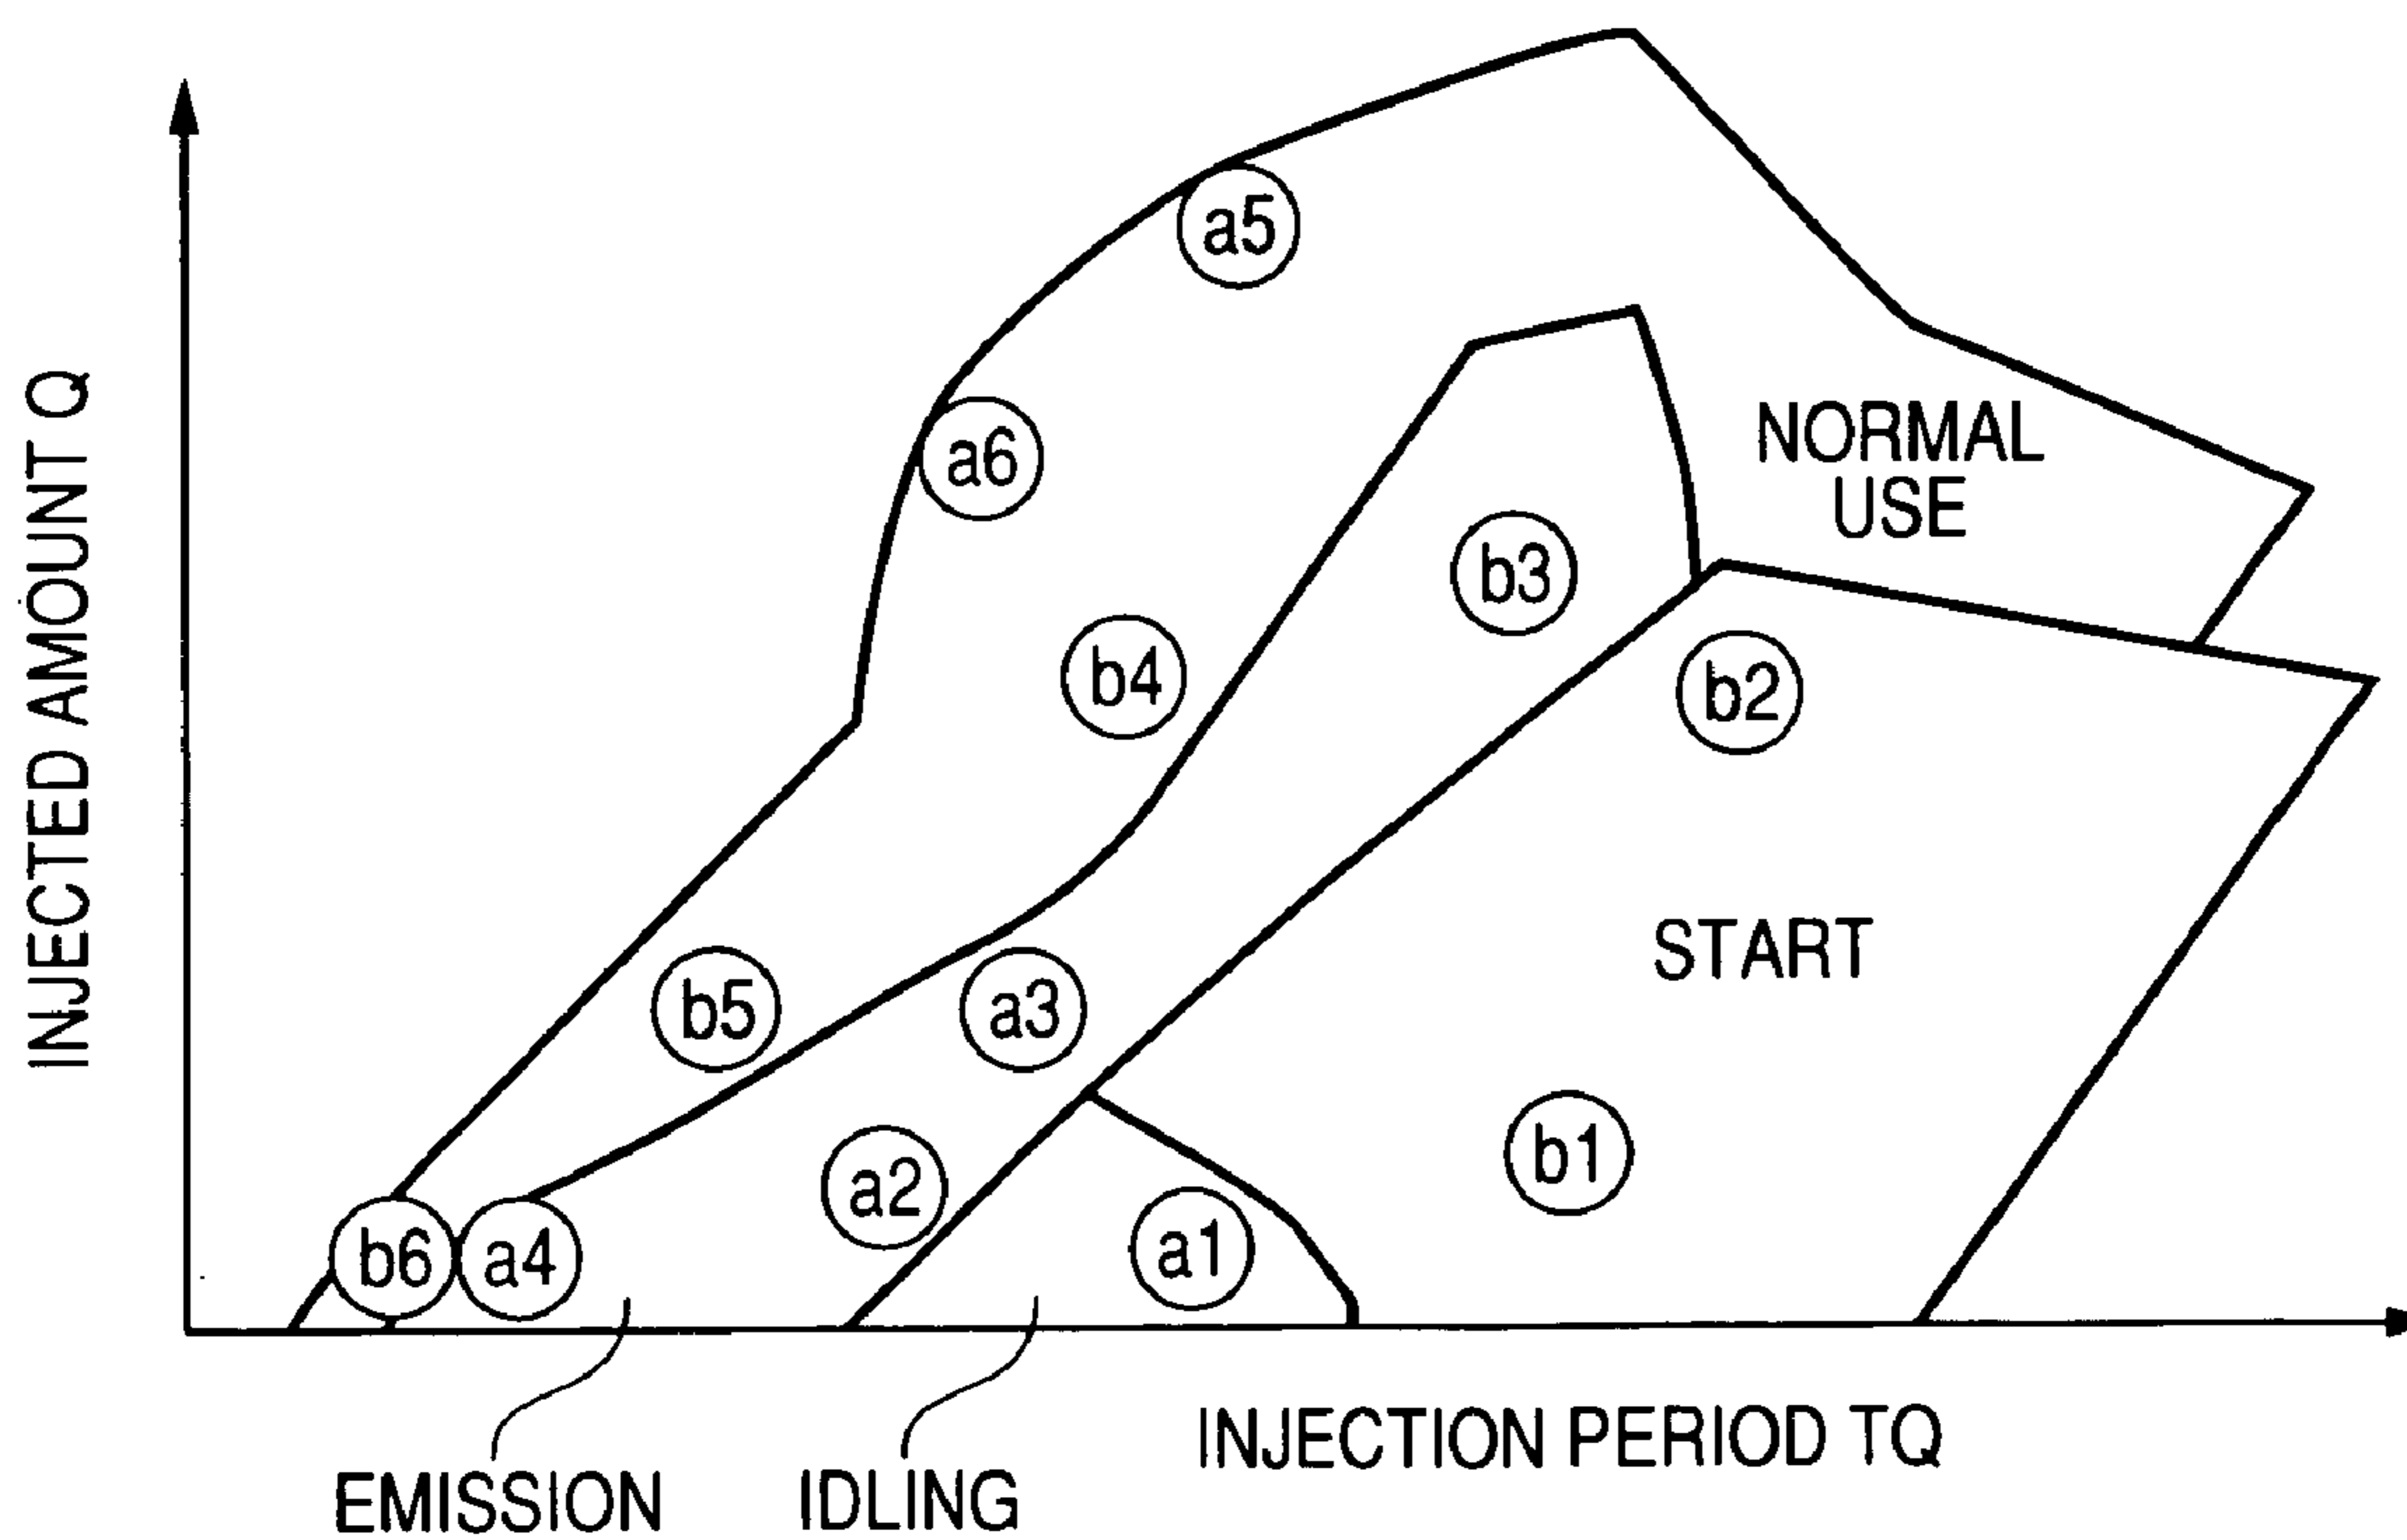 INJECTED AMOUNT Q
a5
a6
NORMAL
USE
b3
b4
b2
START
b5
a3
b1
a2
a1
b6
a4
INJECTION PERIOD TQ
EMISSION
IDLING